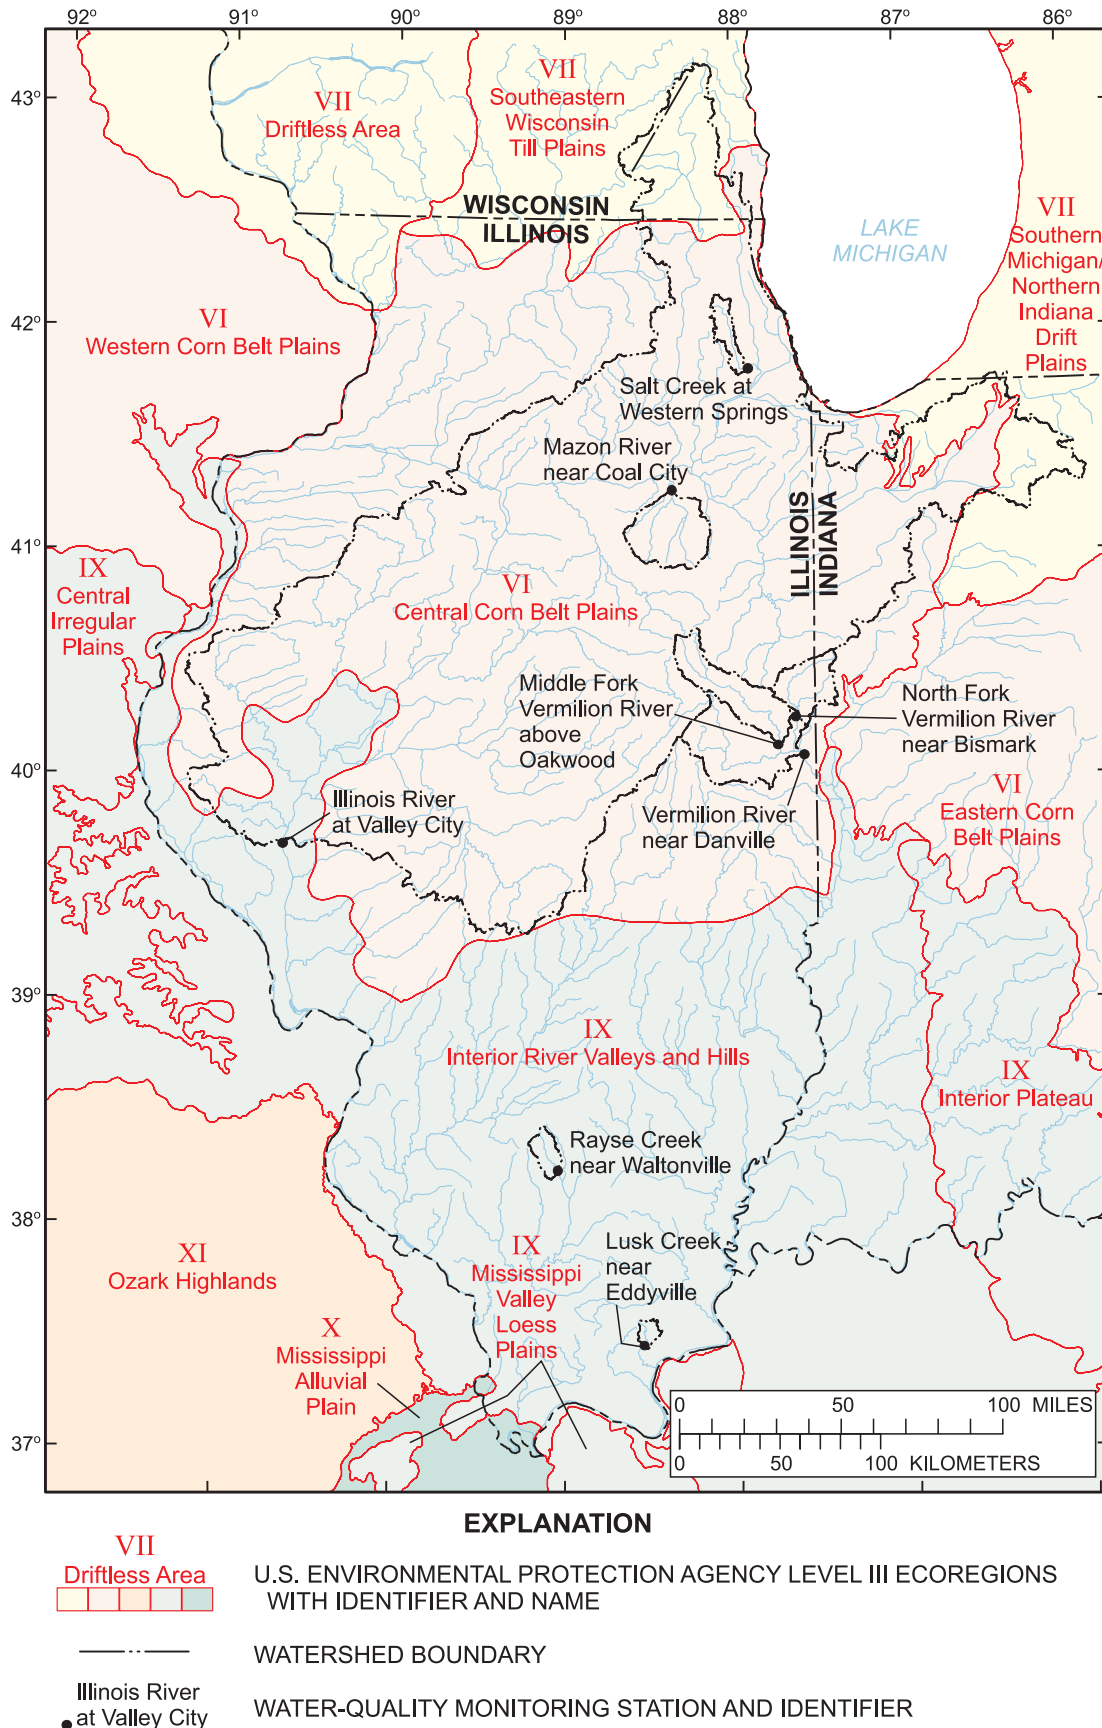 92° 91° 90° 89° 88° 87° 86°
43°
42°
41°
40°
39°
38°
37°
VII
Driftless Area
VII
Southeastern
Wisconsin
Till Plains
WISCONSIN
ILLINOIS
LAKE
MICHIGAN
VII
Southern
Michigan/
Northern
Indiana
Drift
Plains
VI
Western Corn Belt Plains
Salt Creek at
Western Springs
Mazon River
near Coal City
ILLINOIS
INDIANA
IX
Central
Irregular
Plains
VI
Central Corn Belt Plains
Middle Fork
Vermilion River
above
Oakwood
North Fork
Vermilion River
near Bismark
Illinois River
at Valley City
Vermilion River
near Danville
VI
Eastern Corn
Belt Plains
IX
Interior River Valleys and Hills
IX
Interior Plateau
Rayse Creek
near Waltonville
XI
Ozark Highlands
IX
Mississippi
Valley
Loess
Plains
Lusk Creek
near
Eddyville
X
Mississippi
Alluvial
Plain
0 50 100 MILES
0 50 100 KILOMETERS
EXPLANATION
VII
Driftless Area
U.S. ENVIRONMENTAL PROTECTION AGENCY LEVEL III ECOREGIONS
WITH IDENTIFIER AND NAME
WATERSHED BOUNDARY
Illinois River
at Valley City
WATER-QUALITY MONITORING STATION AND IDENTIFIER